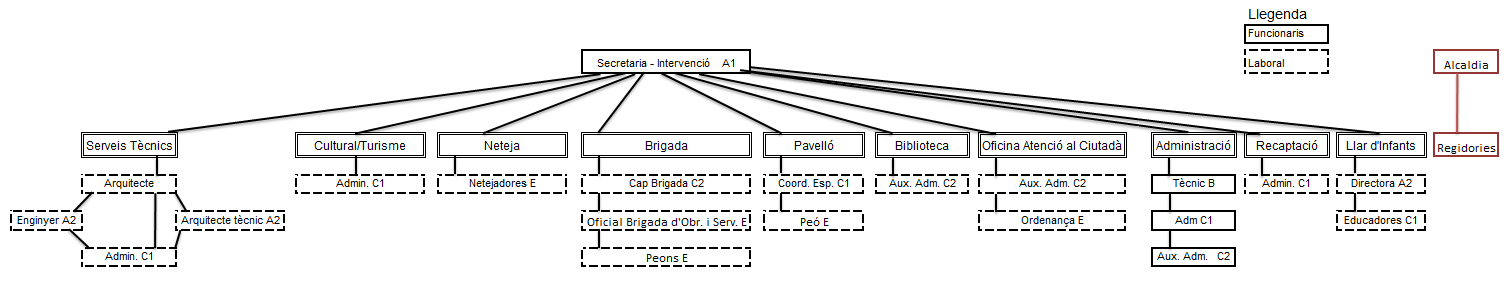 Llegenda
Funcionaris
Laboral
Alcaldia
Regidories
Secretaria - Intervenció A1
Serveis Tècnics
Cultural/Turisme
Neteja
Brigada
Pavelló
Biblioteca
Oficina Atenció al Ciutadà
Administració
Recaptació
Llar d'Infants
Arquitecte
Admin. C1
Netejadores E
Cap Brigada C2
Coord. Esp. C1
Aux. Adm. C2
Aux. Adm. C2
Tècnic B
Admin. C1
Directora A2
Enginyer A2
Arquitecte tècnic A2
Oficial Brigada d'Obr. i Serv. E
Peó E
Ordenança E
Adm C1
Educadores C1
Admin. C1
Peons E
Aux. Adm. C2